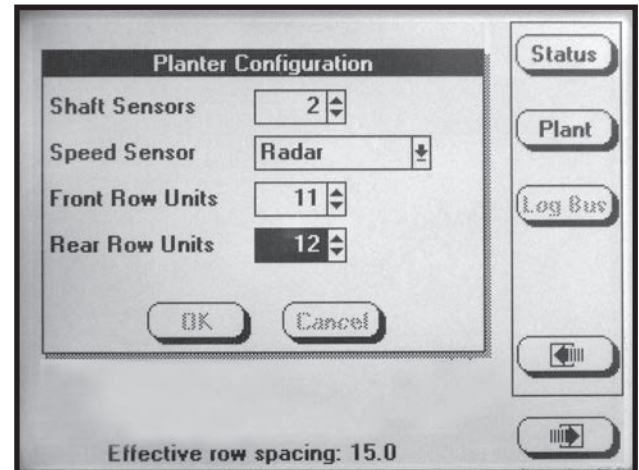 Planter Configuration
Shaft Sensors 2
Speed Sensor Radar
Front Row Units 11
Rear Row Units 12
OK Cancel
Status
Plant
Log Bus
Effective row spacing: 15.0